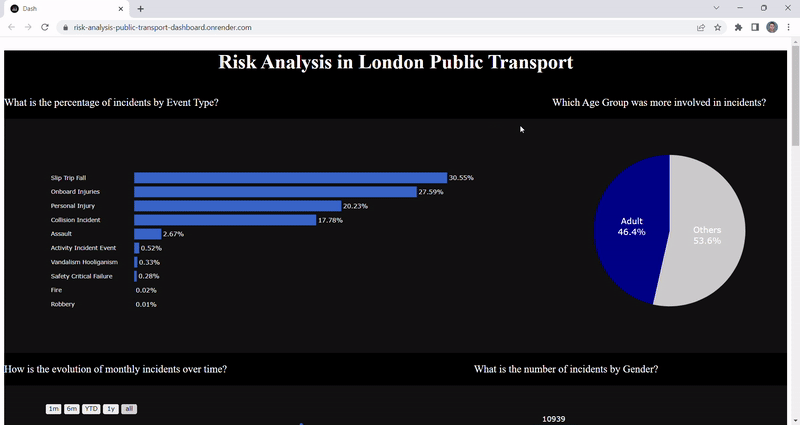 Dash
risk-analysis-public-transport-dashboard.onrender.com
Risk Analysis in London Public Transport
What is the percentage of incidents by Event Type?
Which Age Group was more involved in incidents?
Slip Trip Fall 30.55%
Onboard Injuries 27.59%
Personal Injury 20.23%
Collision Incident 17.78%
Assault 2.67%
Activity Incident Event 0.52%
Vandalism Hooliganism 0.33%
Safety Critical Failure 0.28%
Fire 0.02%
Robbery 0.01%
Adult
46.4%
Others
53.6%
How is the evolution of monthly incidents over time?
What is the number of incidents by Gender?
1m 6m YTD 1y all
10939